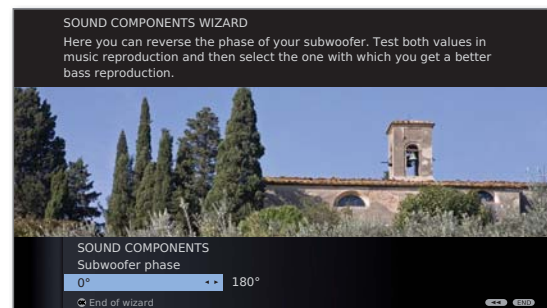 SOUND COMPONENTS WIZARD
Here you can reverse the phase of your subwoofer. Test both values in
music reproduction and then select the one with which you get a better
bass reproduction.
SOUND COMPONENTS
Subwoofer phase
0° 180°
OK End of wizard
END